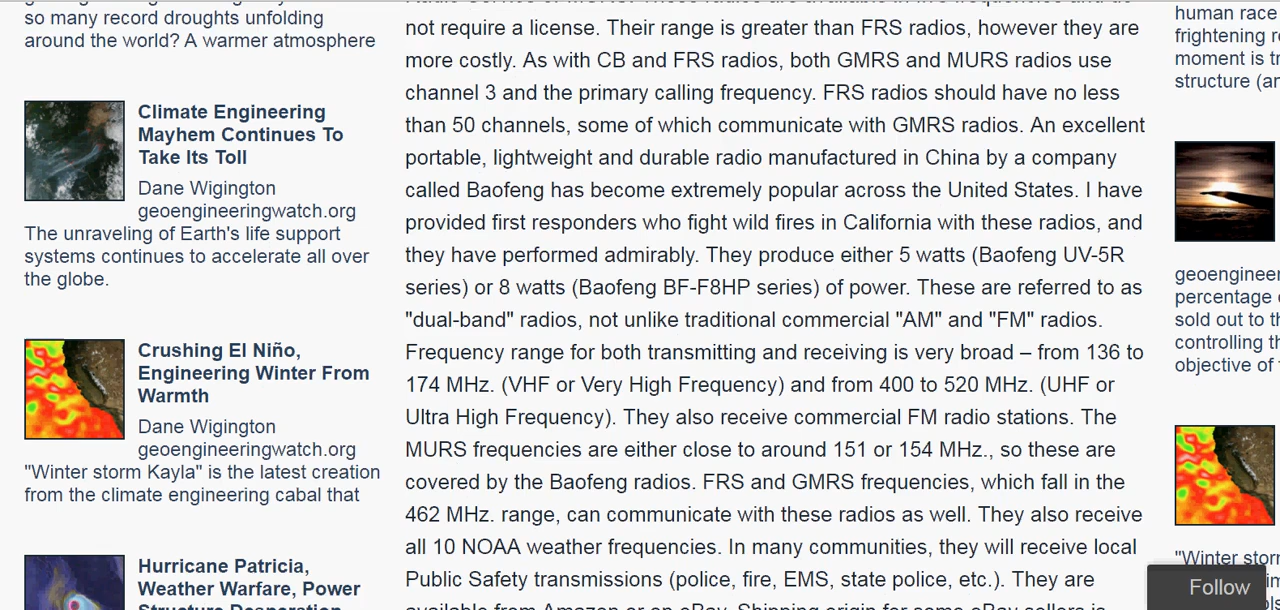 so many record droughts unfolding
around the world? A warmer atmosphere
Climate Engineering
Mayhem Continues To
Take Its Toll
Dane Wigington
geoengineeringwatch.org
The unraveling of Earth's life support
systems continues to accelerate all over
the globe.
Crushing El Niño,
Engineering Winter From
Warmth
Dane Wigington
geoengineeringwatch.org
"Winter storm Kayla" is the latest creation
from the climate engineering cabal that
Hurricane Patricia,
Weather Warfare, Power
Structure Desperation
not require a license. Their range is greater than FRS radios, however they are
more costly. As with CB and FRS radios, both GMRS and MURS radios use
channel 3 and the primary calling frequency. FRS radios should have no less
than 50 channels, some of which communicate with GMRS radios. An excellent
portable, lightweight and durable radio manufactured in China by a company
called Baofeng has become extremely popular across the United States. I have
provided first responders who fight wild fires in California with these radios, and
they have performed admirably. They produce either 5 watts (Baofeng UV-5R
series) or 8 watts (Baofeng BF-F8HP series) of power. These are referred to as
"dual-band" radios, not unlike traditional commercial "AM" and "FM" radios.
Frequency range for both transmitting and receiving is very broad – from 136 to
174 MHz. (VHF or Very High Frequency) and from 400 to 520 MHz. (UHF or
Ultra High Frequency). They also receive commercial FM radio stations. The
MURS frequencies are either close to around 151 or 154 MHz., so these are
covered by the Baofeng radios. FRS and GMRS frequencies, which fall in the
462 MHz. range, can communicate with these radios as well. They also receive
all 10 NOAA weather frequencies. In many communities, they will receive local
Public Safety transmissions (police, fire, EMS, state police, etc.). They are
available from Amazon or on eBay. Shipping origin for some eBay sellers is
human race
frightening
moment is
structure
percentage
sold out to
controlling
objective of
"Winter
Follow